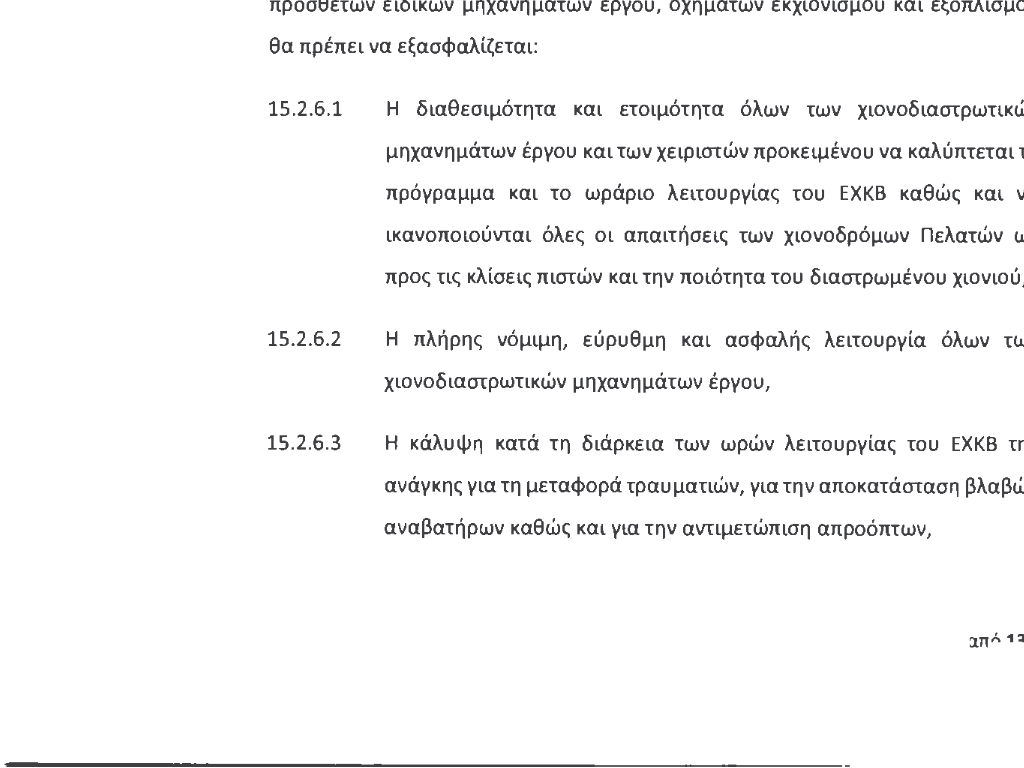 προσθέτων ειδικών μηχανημάτων έργου, οχημάτων εκχιονισμού και εξοπλισμο
θα πρέπει να εξασφαλίζεται:
15.2.6.1 Η διαθεσιμότητα και ετοιμότητα όλων των χιονοδιαστρωτικώ
μηχανημάτων έργου και των χειριστών προκειμένου να καλύπτεται τ
πρόγραμμα και το ωράριο λειτουργίας του ΕΧΚΒ καθώς και ν
ικανοποιούνται όλες οι απαιτήσεις των χιονοδρόμων Πελατών ω
προς τις κλίσεις πιστών και την ποιότητα του διαστρωμένου χιονιού,
15.2.6.2 Η πλήρης νόμιμη, εύρυθμη και ασφαλής λειτουργία όλων τω
χιονοδιαστρωτικών μηχανημάτων έργου,
15.2.6.3 Η κάλυψη κατά τη διάρκεια των ωρών λειτουργίας του ΕΧΚΒ τη
ανάγκης για τη μεταφορά τραυματιών, για την αποκατάσταση βλαβώ
αναβατήρων καθώς και για την αντιμετώπιση απροόπτων,
από